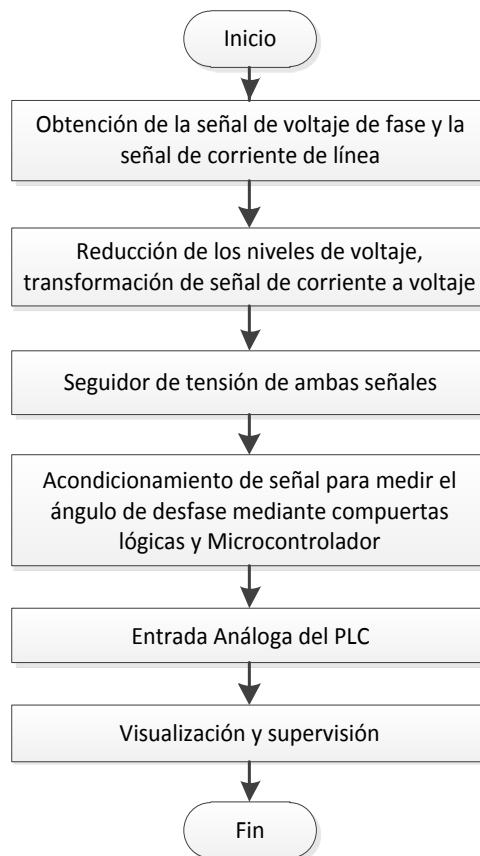 Inicio
Obtención de la señal de voltaje de fase y la
señal de corriente de línea
Reducción de los niveles de voltaje,
transformación de señal de corriente a voltaje
Seguidor de tensión de ambas señales
Acondicionamiento de señal para medir el
ángulo de desfase mediante compuertas
lógicas y Microcontrolador
Entrada Análoga del PLC
Visualización y supervisión
Fin